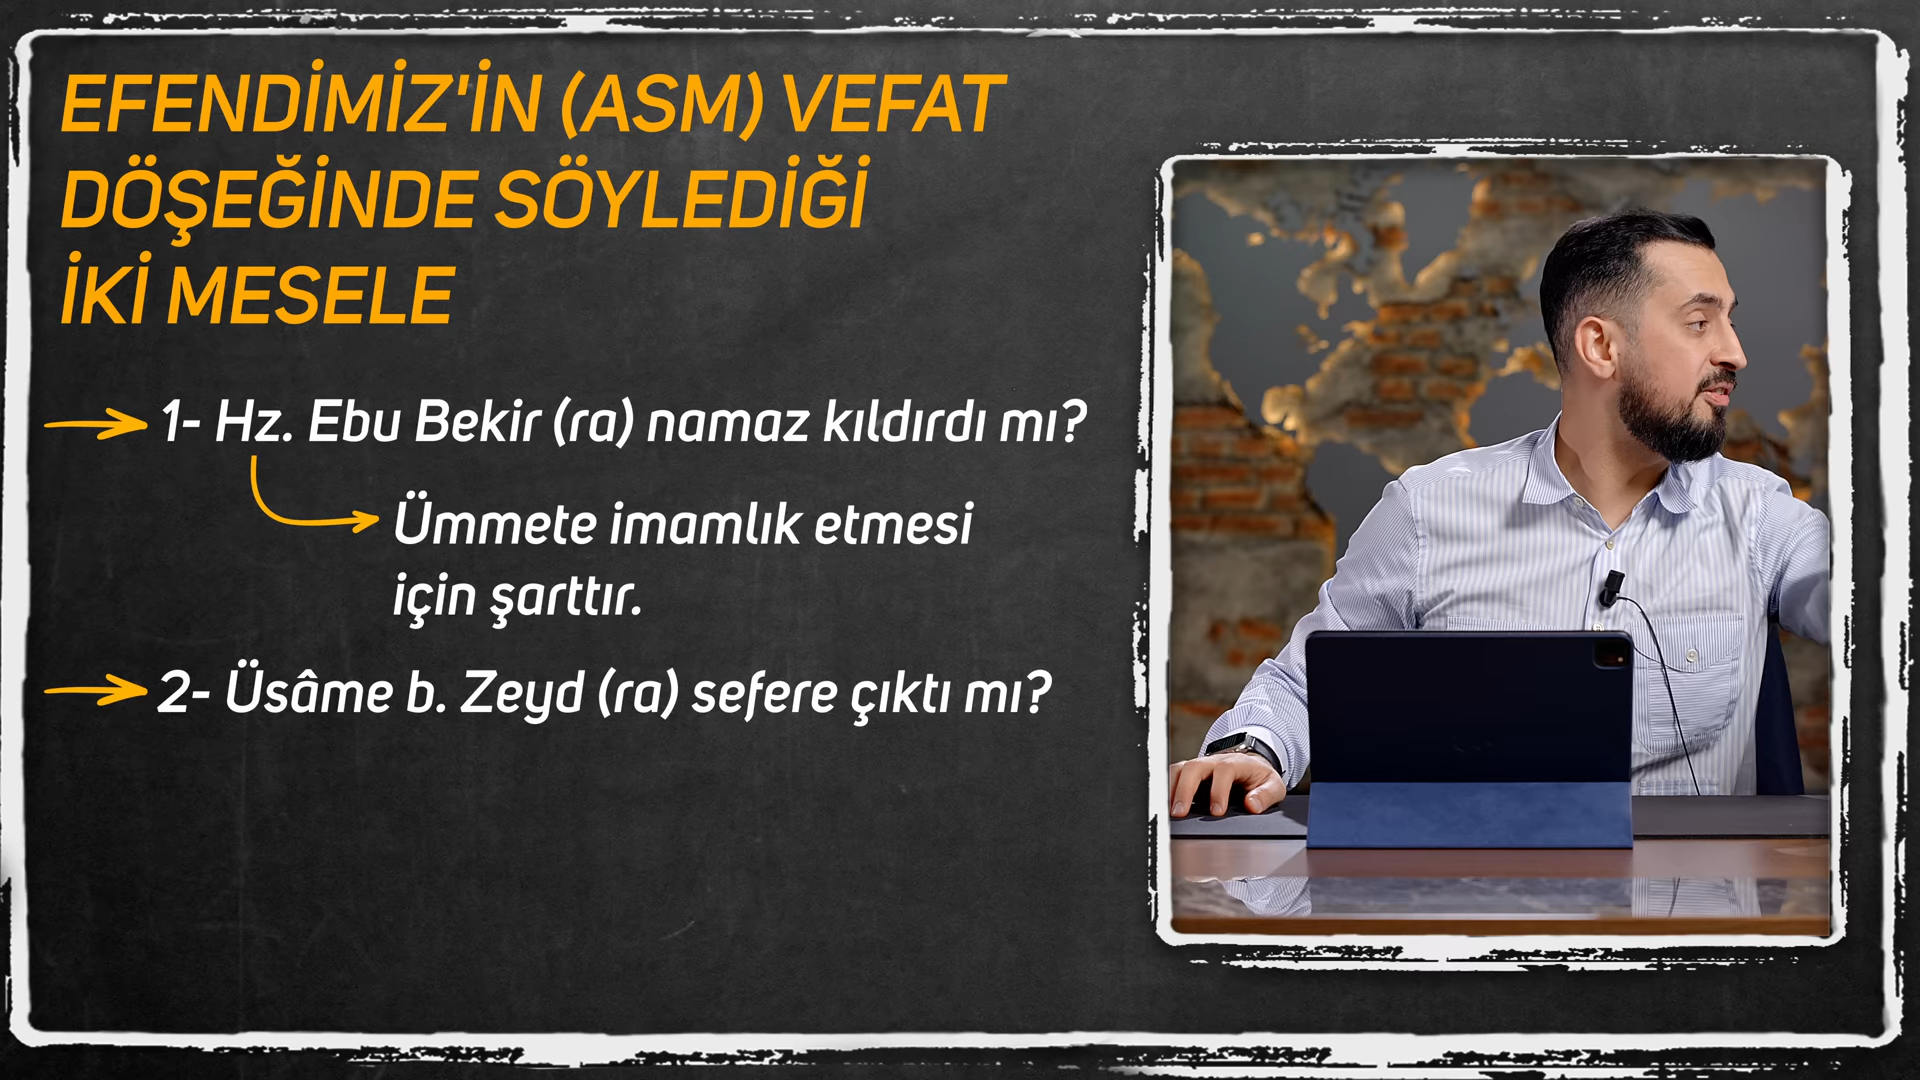 EFENDİMİZ'İN (ASM) VEFAT
DÖŞEĞİNDE SÖYLEDİĞİ
İKİ MESELE
1- Hz. Ebu Bekir (ra) namaz kıldırdı mı?
Ümmete imamlık etmesi
için şarttır.
2- Üsâme b. Zeyd (ra) sefere çıktı mı?